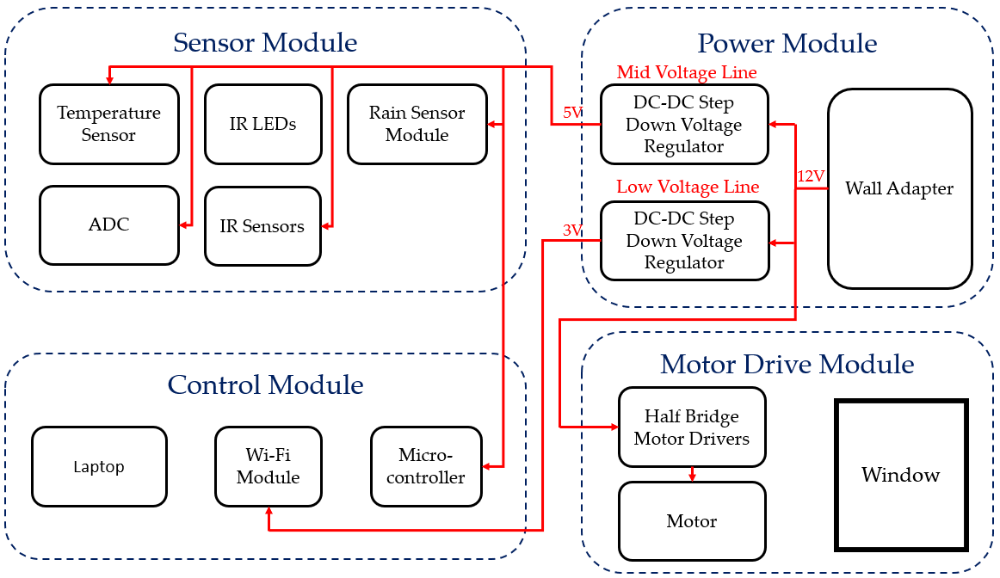 Sensor Module
Temperature
Sensor
IR LEDs
Rain Sensor
Module
ADC
IR Sensors
Power Module
Mid Voltage Line
5V
DC-DC Step
Down Voltage
Regulator
12V
Wall Adapter
Low Voltage Line
3V
DC-DC Step
Down Voltage
Regulator
Control Module
Laptop
Wi-Fi
Module
Micro-
controller
Motor Drive Module
Half Bridge
Motor Drivers
Motor
Window